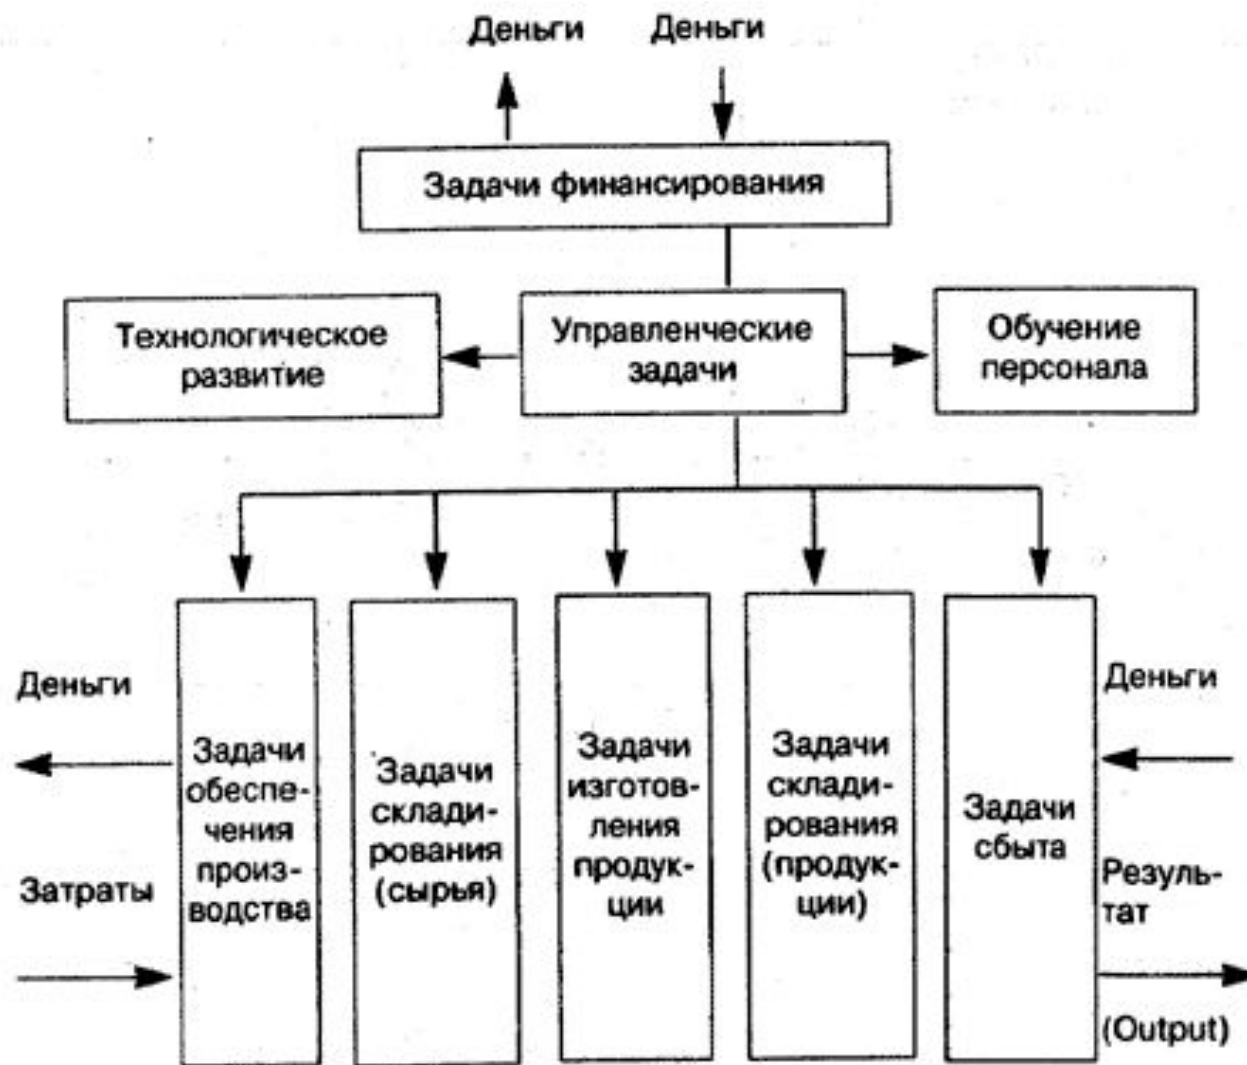 Деньги Деньги
Задачи финансирования
Технологическое
развитие
Управленческие
задачи
Обучение
персонала
Деньги
Затраты
Задачи
обеспе-
чения
произ-
водства
Задачи
склади-
рования
(сырья)
Задачи
изготов-
ления
продук-
ции
Задачи
склади-
рования
(продук-
ции)
Задачи
сбыта
Деньги
Резуль-
тат
(Output)